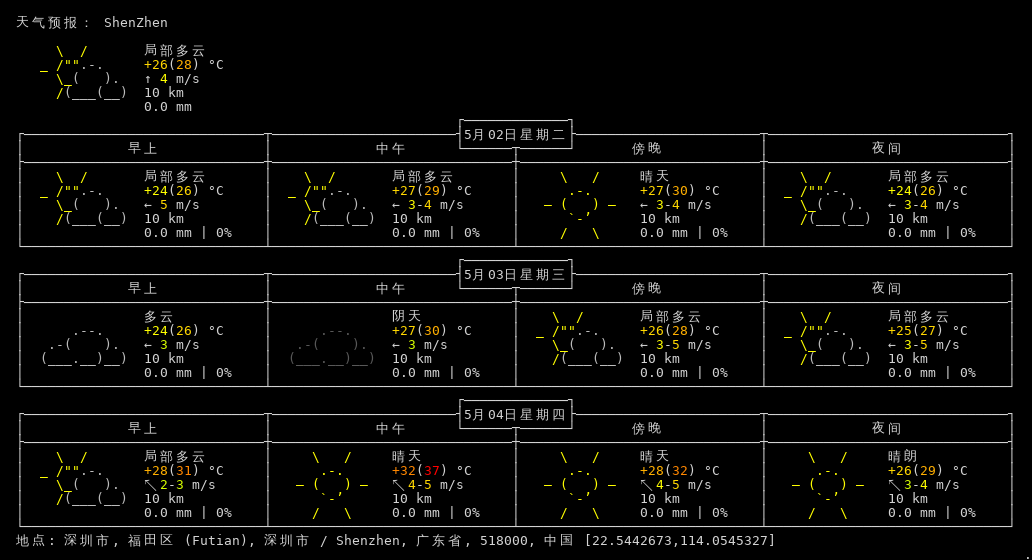 天气预报： ShenZhen
局部多云
+26(28) °C
↑ 4 m/s
10 km
0.0 mm
5月02日星期二
早上 中午 傍晚 夜间
局部多云 局部多云 晴天 局部多云
+24(26) °C +27(29) °C +27(30) °C +24(26) °C
← 5 m/s ← 3-4 m/s ← 3-4 m/s ← 3-4 m/s
10 km 10 km 10 km 10 km
0.0 mm | 0% 0.0 mm | 0% 0.0 mm | 0% 0.0 mm | 0%
5月03日星期三
早上 中午 傍晚 夜间
多云 阴天 局部多云 局部多云
+24(26) °C +27(30) °C +26(28) °C +25(27) °C
← 3 m/s ← 3 m/s ← 3-5 m/s ← 3-5 m/s
10 km 10 km 10 km 10 km
0.0 mm | 0% 0.0 mm | 0% 0.0 mm | 0% 0.0 mm | 0%
5月04日星期四
早上 中午 傍晚 夜间
局部多云 晴天 晴天 晴朗
+28(31) °C +32(37) °C +28(32) °C +26(29) °C
↖ 2-3 m/s ↖ 4-5 m/s ↖ 4-5 m/s ↖ 3-4 m/s
10 km 10 km 10 km 10 km
0.0 mm | 0% 0.0 mm | 0% 0.0 mm | 0% 0.0 mm | 0%
地点: 深圳市, 福田区 (Futian), 深圳市 / Shenzhen, 广东省, 518000, 中国 [22.5442673,114.0545327]